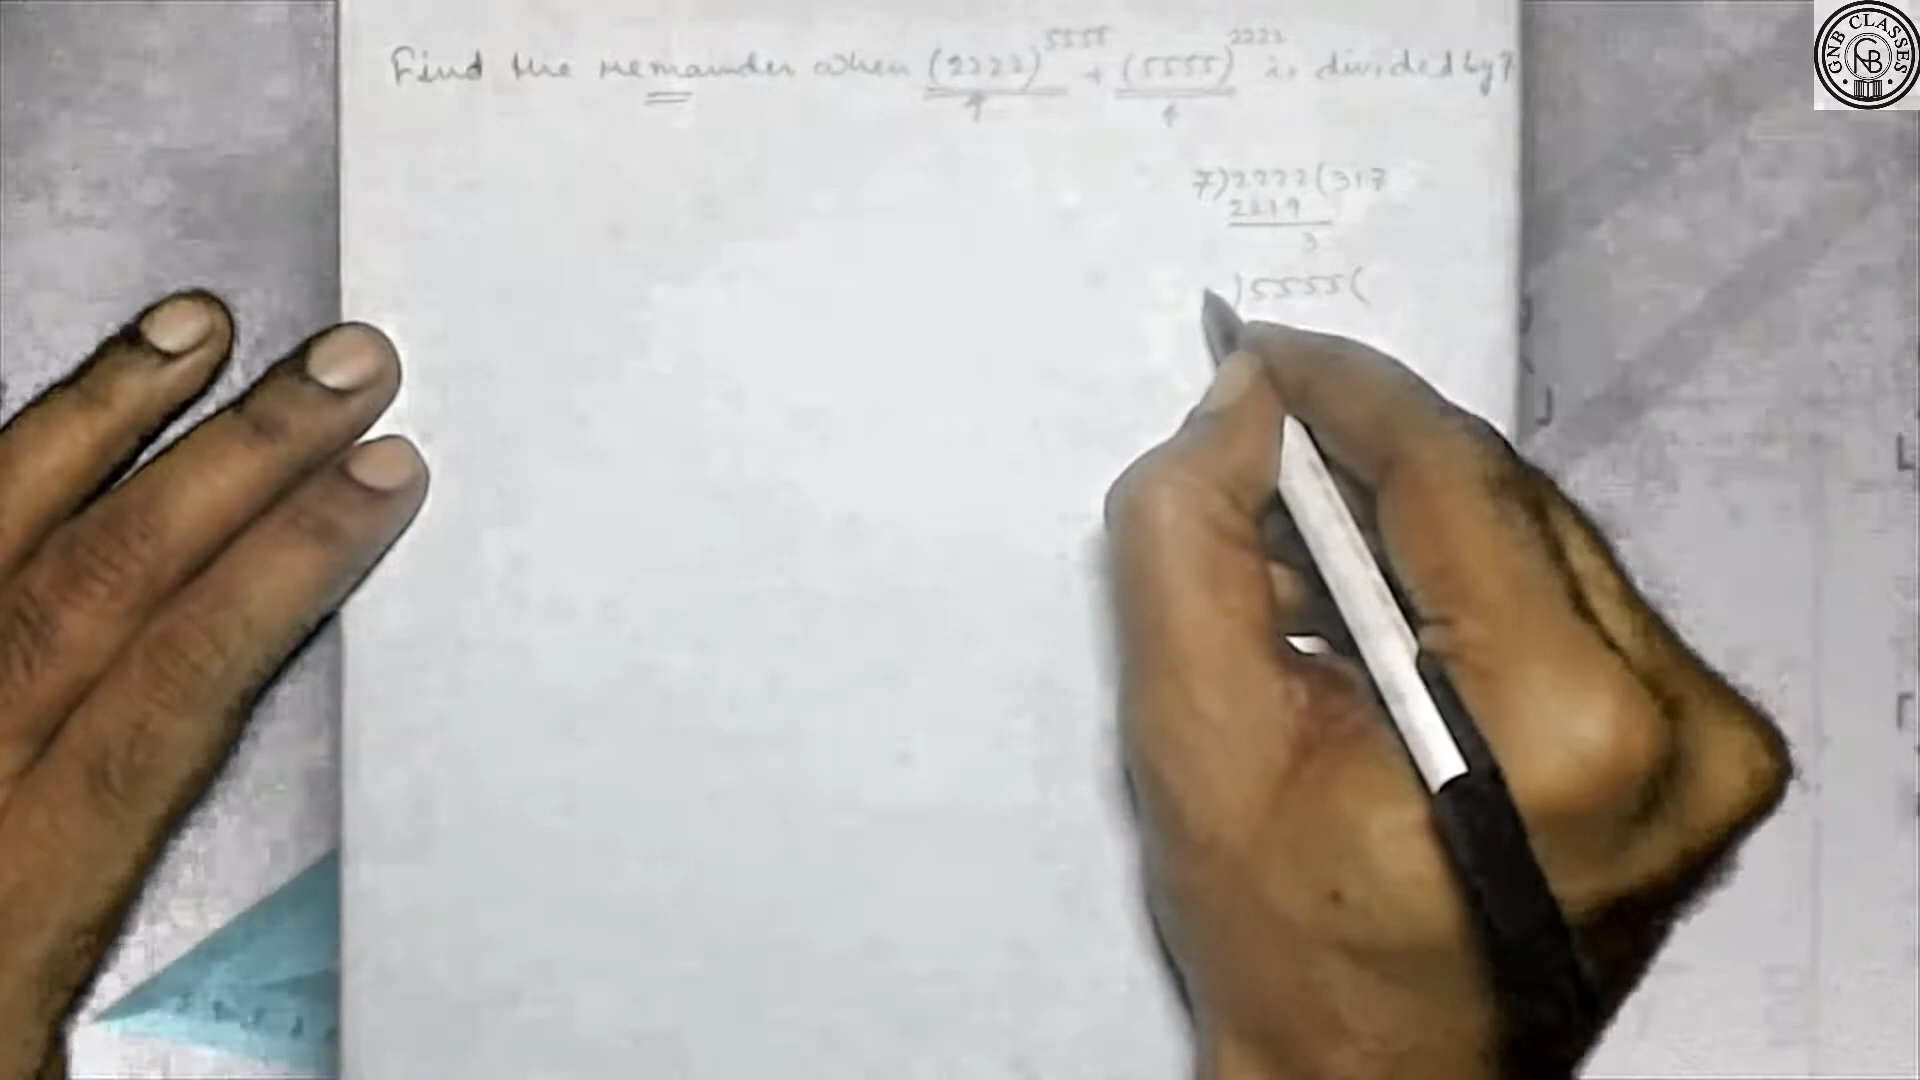 Find the remainder when (2222)^5555 + (5555)^2222 is divided by 7
7)2222(317
2219
3
)5555(
GNB CLASSES
GNB